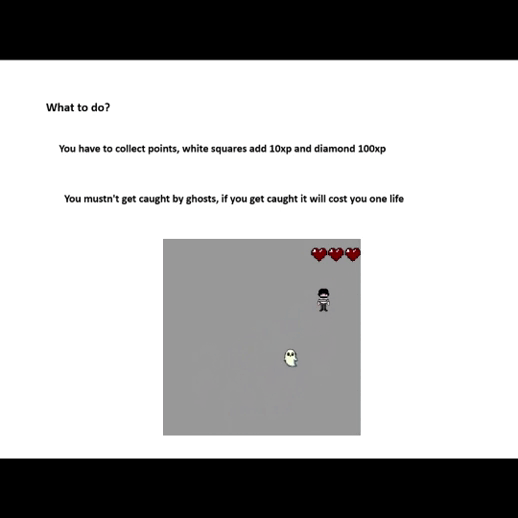 What to do?
You have to collect points, white squares add 10xp and diamond 100xp
You mustn't get caught by ghosts, if you get caught it will cost you one life